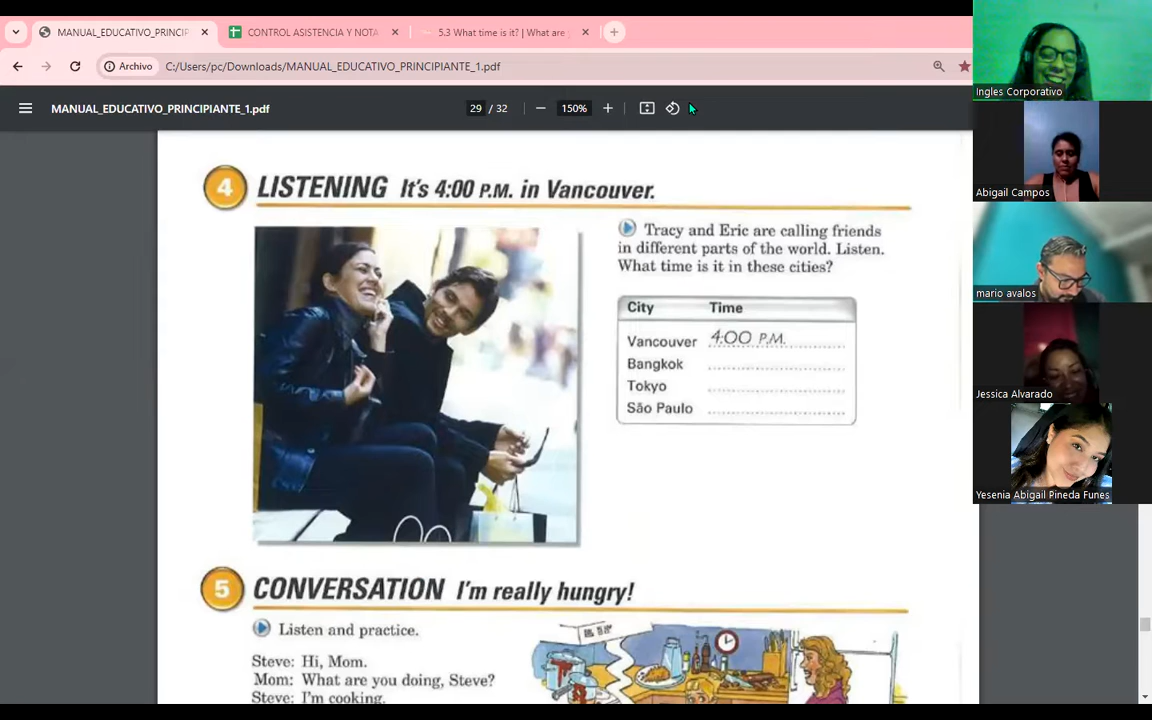 MANUAL_EDUCATIVO_PRINCIP
CONTROL ASISTENCIA Y NOTA
5.3 What time is it? | What are
Archivo
C:/Users/pc/Downloads/MANUAL_EDUCATIVO_PRINCIPIANTE_1.pdf
MANUAL_EDUCATIVO_PRINCIPIANTE_1.pdf
29 / 32
150%
4 LISTENING It's 4:00 P.M. in Vancouver.
Tracy and Eric are calling friends
in different parts of the world. Listen.
What time is it in these cities?
City Time
Vancouver 4:00 P.M.
Bangkok
Tokyo
São Paulo
5 CONVERSATION I'm really hungry!
Listen and practice.
Steve: Hi, Mom.
Mom: What are you doing, Steve?
Steve: I'm cooking.
Ingles Corporativo
Abigail Campos
mario avalos
Jessica Alvarado
Yesenia Abigail Pineda Funes